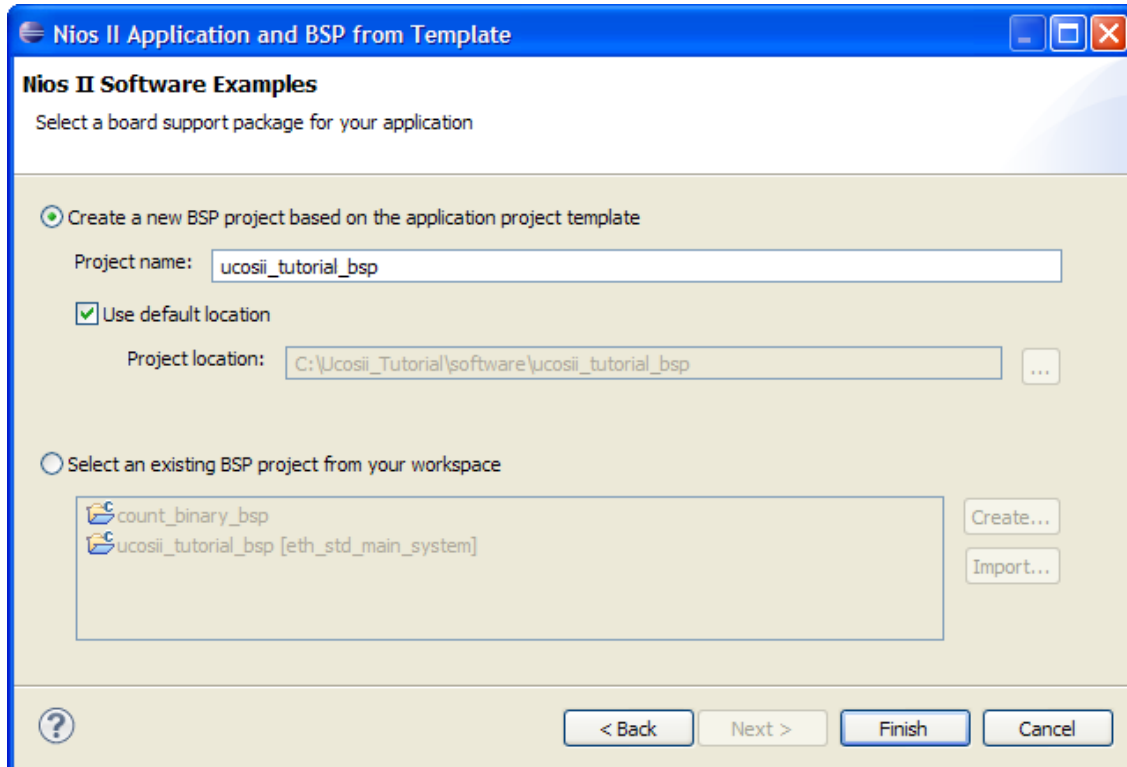 Nios II Application and BSP from Template
Nios II Software Examples
Select a board support package for your application
Create a new BSP project based on the application project template
Project name: ucosii_tutorial_bsp
Use default location
Project location: C:\Ucosii_Tutorial\software\ucosii_tutorial_bsp ...
Select an existing BSP project from your workspace
count_binary_bsp
Create...
ucosii_tutorial_bsp [eth_std_main_system]
Import...
? < Back Next > Finish Cancel